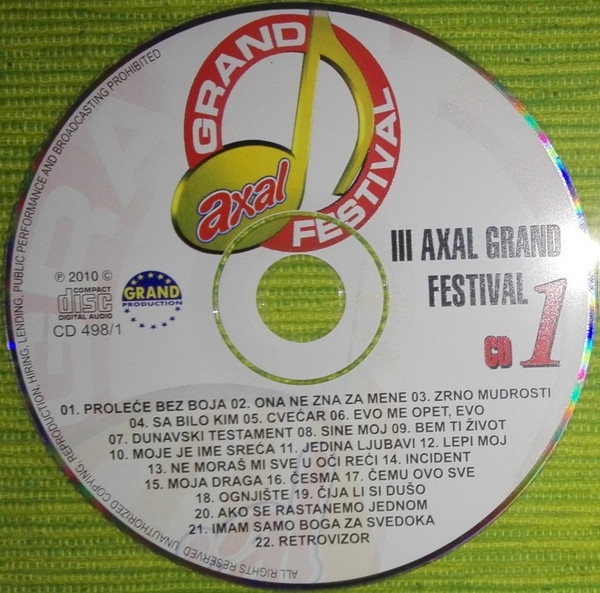 GRAND
FESTIVAL
axal
III AXAL GRAND
FESTIVAL
CD 1
℗ 2010 ©
COMPACT
disc
DIGITAL AUDIO
GRAND
PRODUCTION
CD 498/1
01. PROLEĆE BEZ BOJA 02. ONA NE ZNA ZA MENE 03. ZRNO MUDROSTI
04. SA BILO KIM 05. CVEĆAR 06. EVO ME OPET, EVO
07. DUNAVSKI TESTAMENT 08. SINE MOJ 09. BEM TI ŽIVOT
10. MOJE JE IME SREĆA 11. JEDINA LJUBAVI 12. LEPI MOJ
13. NE MORAŠ MI SVE U OČI REĆI 14. INCIDENT
15. MOJA DRAGA 16. ČESMA 17. ČEMU OVO SVE
18. OGNJIŠTE 19. ČIJA LI SI DUŠO
20. AKO SE RASTANEMO JEDNOM
21. IMAM SAMO BOGA ZA SVEDOKA
22. RETROVIZOR
ALL RIGHTS RESERVED UNAUTHORIZED COPYING, REPRODUCTION, HIRING, LENDING, PUBLIC PERFORMANCE AND BROADCASTING PROHIBITED